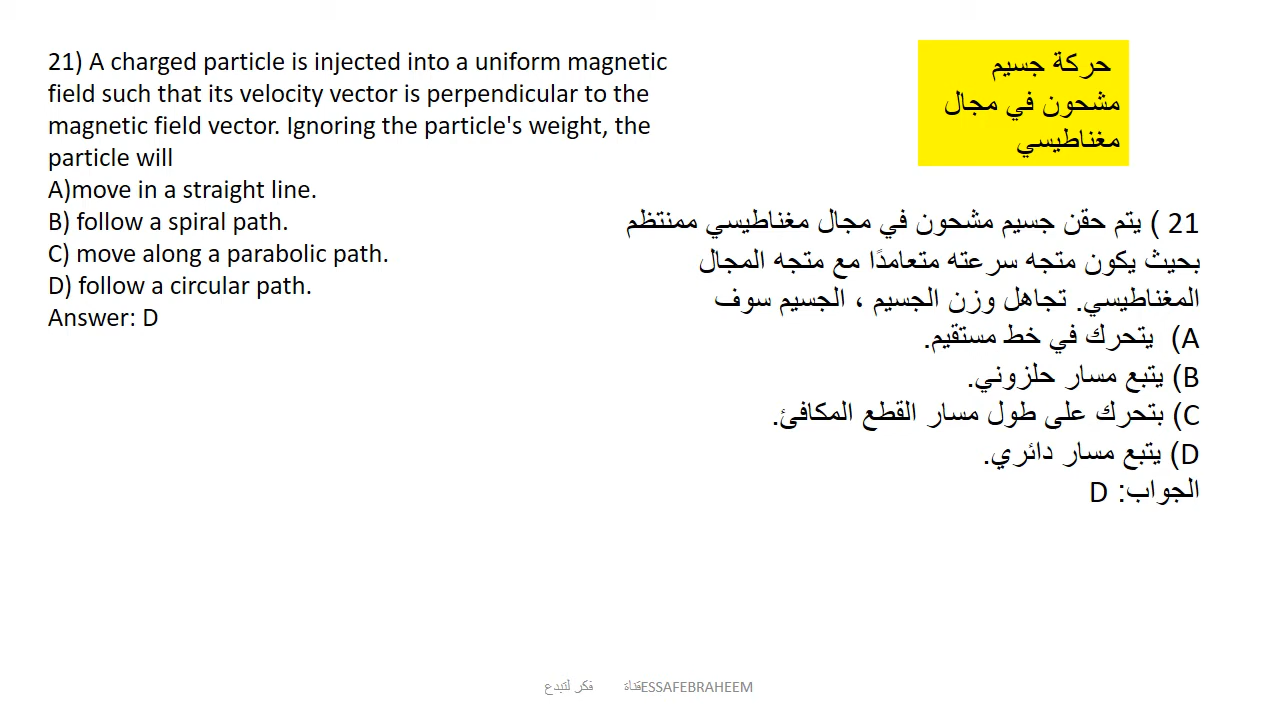 21) A charged particle is injected into a uniform magnetic
field such that its velocity vector is perpendicular to the
magnetic field vector. Ignoring the particle's weight, the
particle will
A)move in a straight line.
B) follow a spiral path.
C) move along a parabolic path.
D) follow a circular path.
Answer: D
حركة جسيم
مشحون في مجال
مغناطيسي
21 ) يتم حقن جسيم مشحون في مجال مغناطيسي ممنتظم
بحيث يكون متجه سرعته متعامدًا مع متجه المجال
المغناطيسي. تجاهل وزن الجسيم ، الجسيم سوف
A) يتحرك في خط مستقيم.
B) يتبع مسار حلزوني.
C) بتحرك على طول مسار القطع المكافئ.
D) يتبع مسار دائري.
الجواب: D
ESSAFEBRAHEEMقناة فكر لتبدع